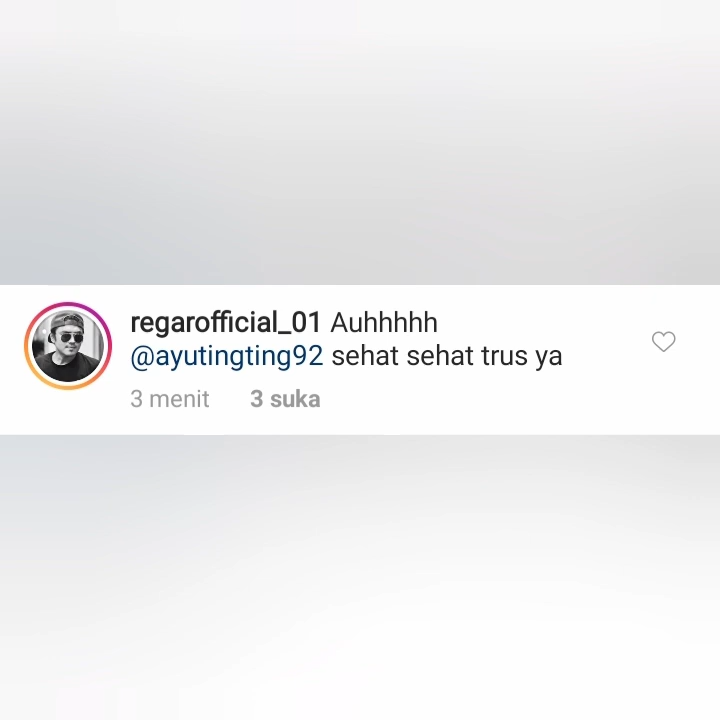 regarofficial_01 Auhhhhh
@ayutingting92 sehat sehat trus ya
3 menit 3 suka